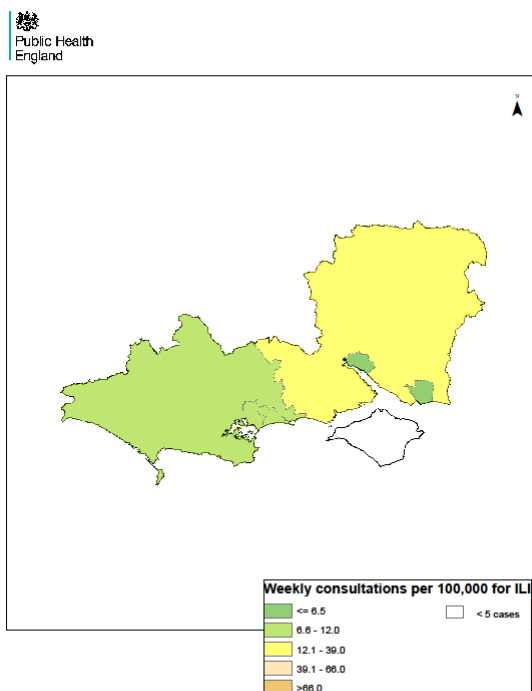 Public Health
England
N
Weekly consultations per 100,000 for ILI
<= 6.5
< 5 cases
6.6 - 12.0
12.1 - 39.0
39.1 - 66.0
>66.0